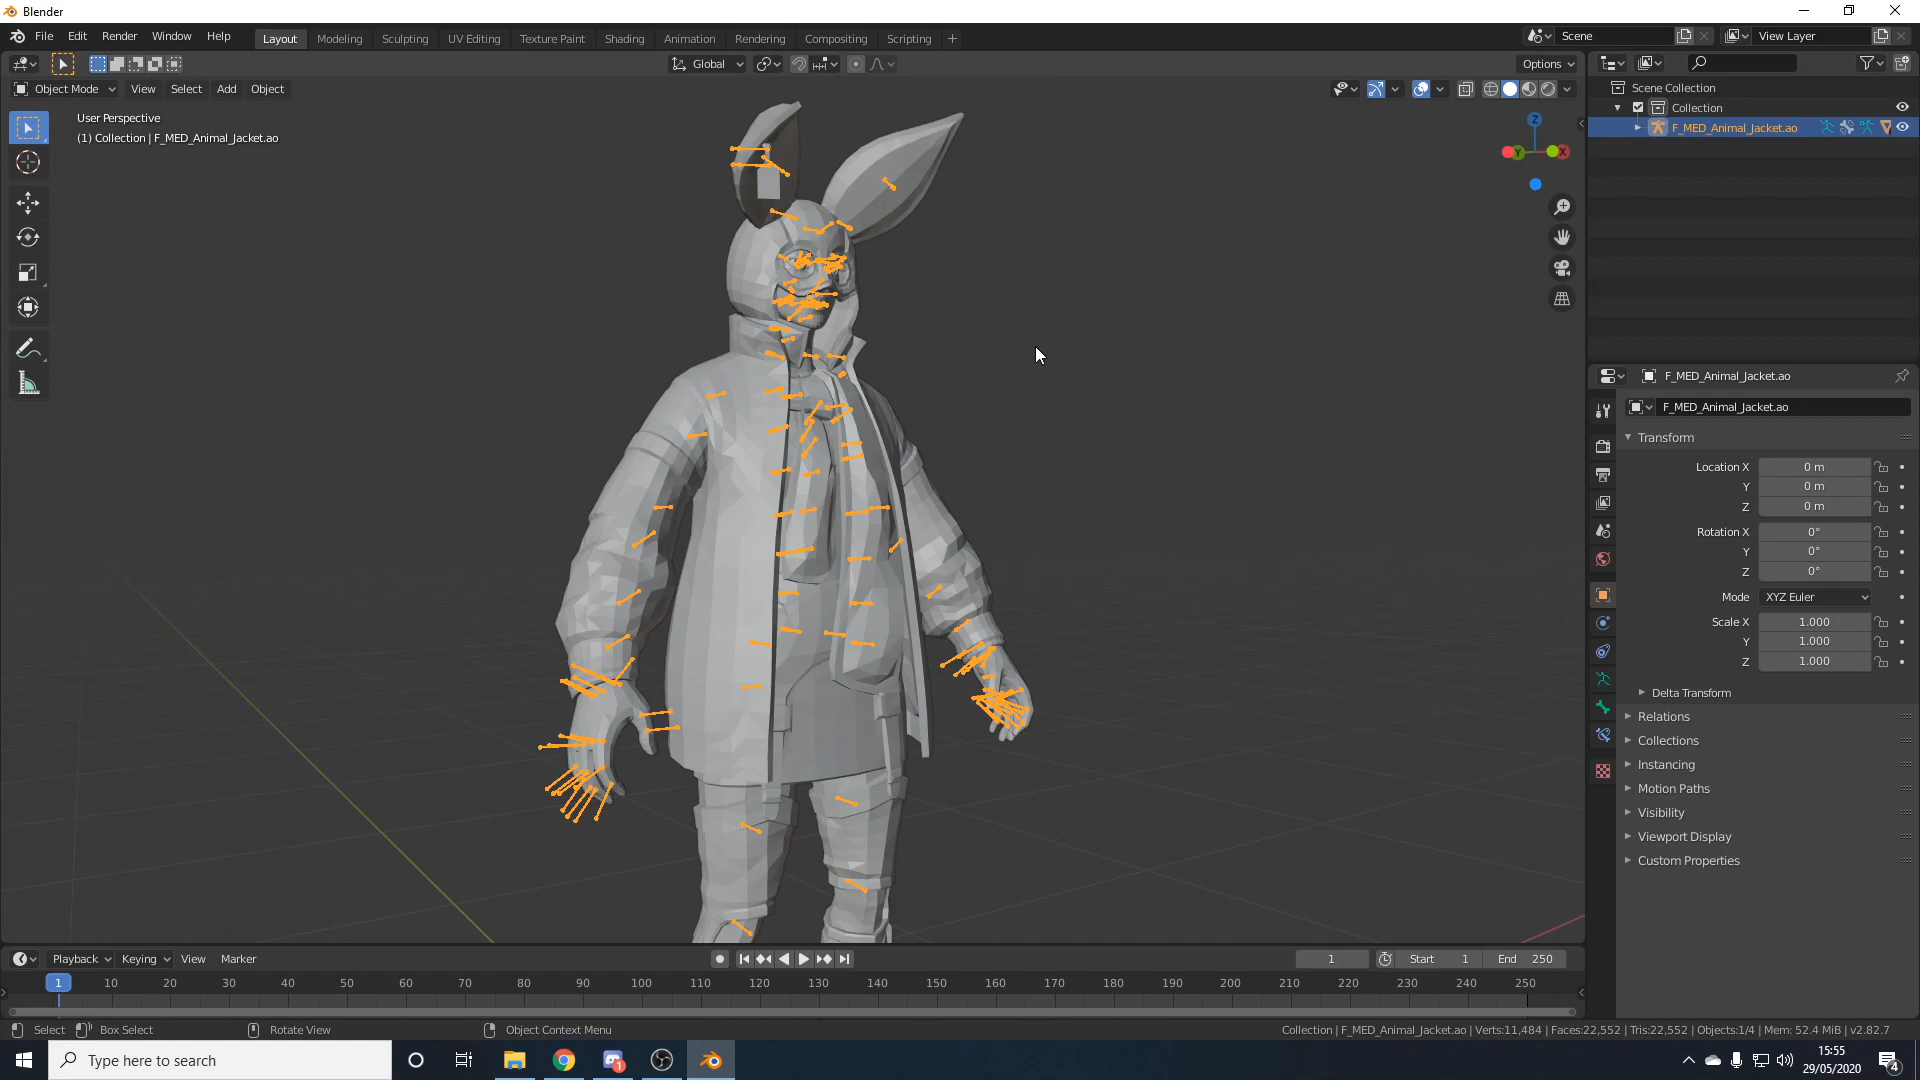 Blender
File Edit Render Window Help
Layout Modeling Sculpting UV Editing Texture Paint Shading Animation Rendering Compositing Scripting +
Scene
View Layer
Global
Options
Object Mode View Select Add Object
User Perspective
(1) Collection | F_MED_Animal_Jacket.ao
Z
Y
X
Scene Collection
Collection
F_MED_Animal_Jacket.ao
F_MED_Animal_Jacket.ao
F_MED_Animal_Jacket.ao
Transform
Location X 0 m
Y 0 m
Z 0 m
Rotation X 0°
Y 0°
Z 0°
Mode XYZ Euler
Scale X 1.000
Y 1.000
Z 1.000
Delta Transform
Relations
Collections
Instancing
Motion Paths
Visibility
Viewport Display
Custom Properties
Playback Keying View Marker
1 Start 1 End 250
1 10 20 30 40 50 60 70 80 90 100 110 120 130 140 150 160 170 180 190 200 210 220 230 240 250
Select Box Select Rotate View Object Context Menu
Collection | F_MED_Animal_Jacket.ao | Verts:11,484 | Faces:22,552 | Tris:22,552 | Objects:1/4 | Mem: 52.4 MiB | v2.82.7
Type here to search
1
15:55
29/05/2020
4